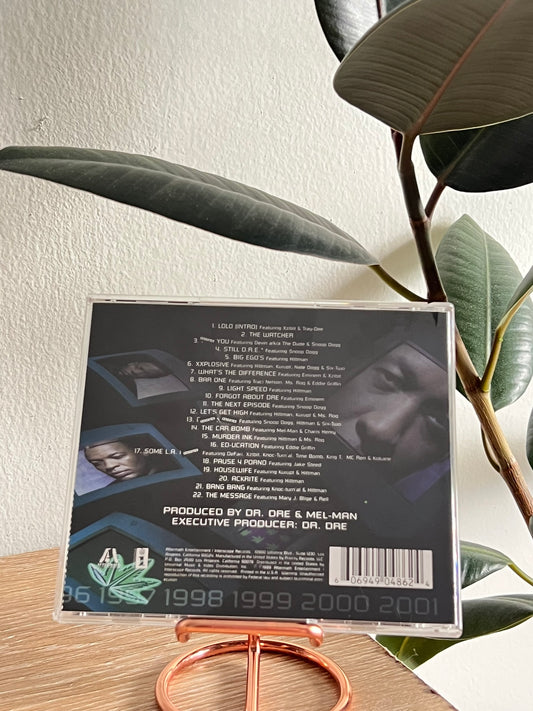 1. LOLO (INTRO) Featuring Xzibit & Tray-Dee
2. THE WATCHER
3. YOU Featuring Devin a/k/a The Dude & Snoop Dogg
4. STILL D.R.E. Featuring Snoop Dogg
5. BIG EGO'S Featuring Hittman
6. XXPLOSIVE Featuring Hittman, Kurupt, Nate Dogg & Six-Two
7. WHAT'S THE DIFFERENCE Featuring Eminem & Xzibit
8. BAR ONE Featuring Traci Nelson, Ms. Roq & Eddie Griffin
9. LIGHT SPEED Featuring Hittman
10. FORGOT ABOUT DRE Featuring Eminem
11. THE NEXT EPISODE Featuring Snoop Dogg
12. LET'S GET HIGH Featuring Hittman, Kurupt & Ms. Roq
13. Featuring Snoop Dogg, Hittman & Six-Two
14. THE CAR BOMB Featuring Mel-Man & Charis Henry
15. MURDER INK Featuring Hittman & Ms. Roq
16. ED-UCATION Featuring Eddie Griffin
17. SOME L.A. Featuring DeFari, Xzibit, Knoc-Turn'al, Time Bomb, King T, MC Ren & Kokane
18. PAUSE 4 PORNO Featuring Jake Steed
19. HOUSEWIFE Featuring Kurupt & Hittman
20. ACKRITE Featuring Hittman
21. BANG BANG Featuring Knoc-turn'al & Hittman
22. THE MESSAGE Featuring Mary J. Blige & Rell
PRODUCED BY DR. DRE & MEL-MAN
EXECUTIVE PRODUCER: DR. DRE
6 06949 04862 4
96 1997 1998 1999 2000 2001